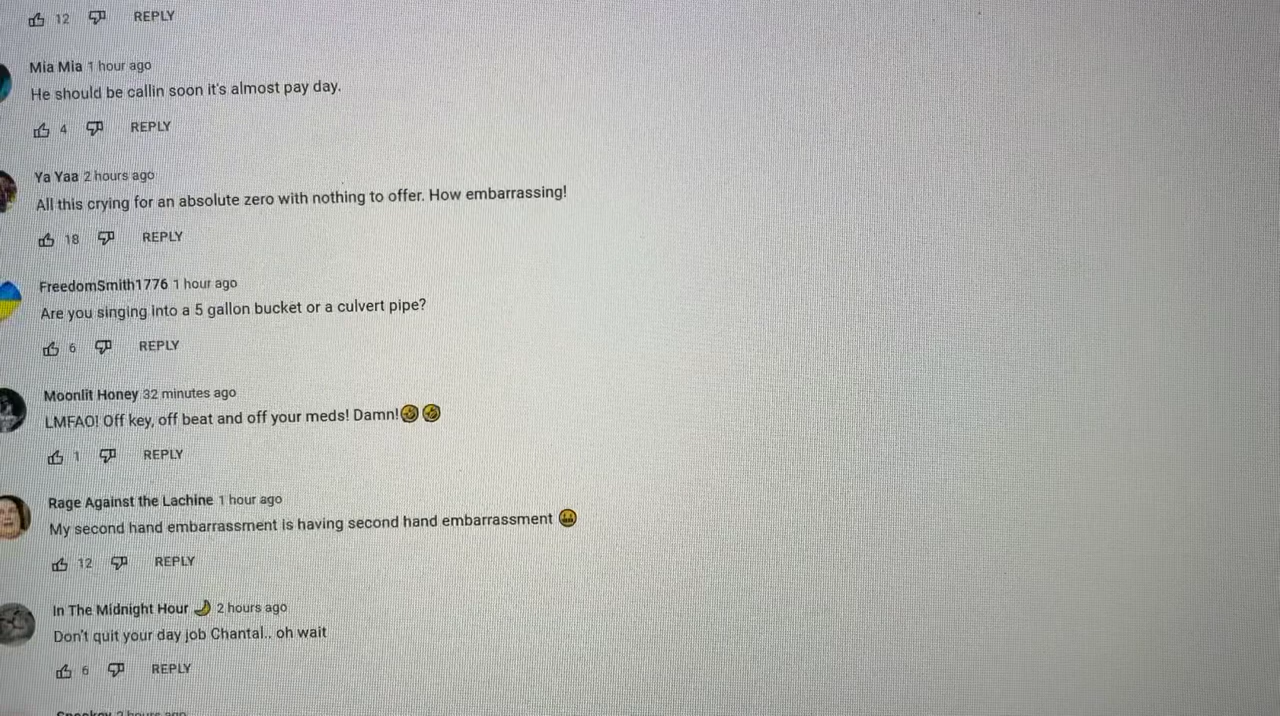 12 REPLY
Mia Mia 1 hour ago
He should be callin soon it's almost pay day.
4 REPLY
Ya Yaa 2 hours ago
All this crying for an absolute zero with nothing to offer. How embarrassing!
18 REPLY
FreedomSmith1776 1 hour ago
Are you singing into a 5 gallon bucket or a culvert pipe?
6 REPLY
Moonlit Honey 32 minutes ago
LMFAO! Off key, off beat and off your meds! Damn!🤣🤣
1 REPLY
Rage Against the Lachine 1 hour ago
My second hand embarrassment is having second hand embarrassment 😬
12 REPLY
In The Midnight Hour 🌙 2 hours ago
Don't quit your day job Chantal.. oh wait
6 REPLY
2 hours ago